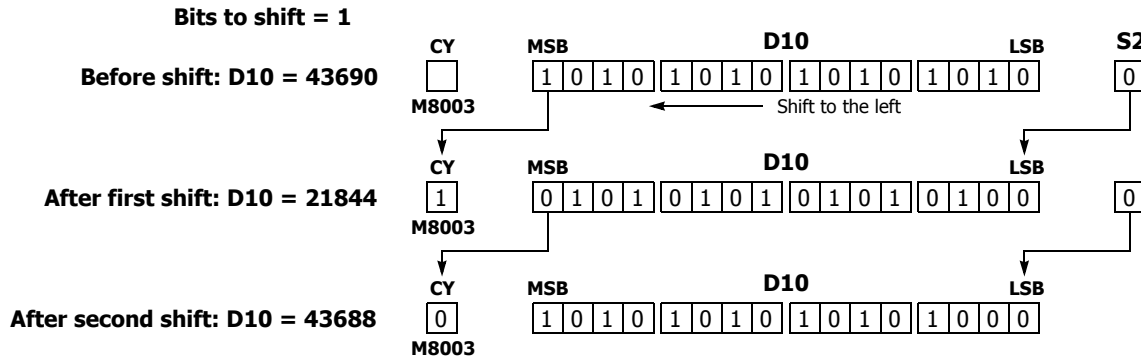 Bits to shift = 1
CY MSB D10 LSB S2
Before shift: D10 = 43690 1 0 1 0 1 0 1 0 1 0 1 0 1 0 1 0 0
M8003 Shift to the left
CY MSB D10 LSB
After first shift: D10 = 21844 1 0 1 0 1 0 1 0 1 0 1 0 1 0 1 0 0 0
M8003
CY MSB D10 LSB
After second shift: D10 = 43688 0 1 0 1 0 1 0 1 0 1 0 1 0 1 0 0 0
M8003